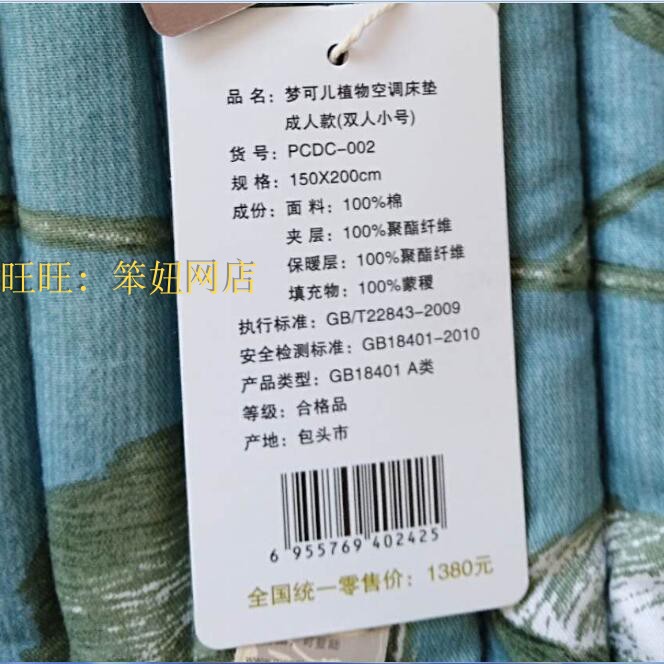 品 名：梦可儿植物空调床垫
成人款(双人小号)
货 号：PCDC-002
规 格：150X200cm
成份：面 料：100%棉
夹 层：100%聚酯纤维
保暖层：100%聚酯纤维
填充物：100%蒙稷
执行标准：GB/T22843-2009
安全检测标准：GB18401-2010
产品类型：GB18401 A类
等级：合格品
产地：包头市
旺旺：笨妞网店
6 955769 402425
全国统一零售价：1380元